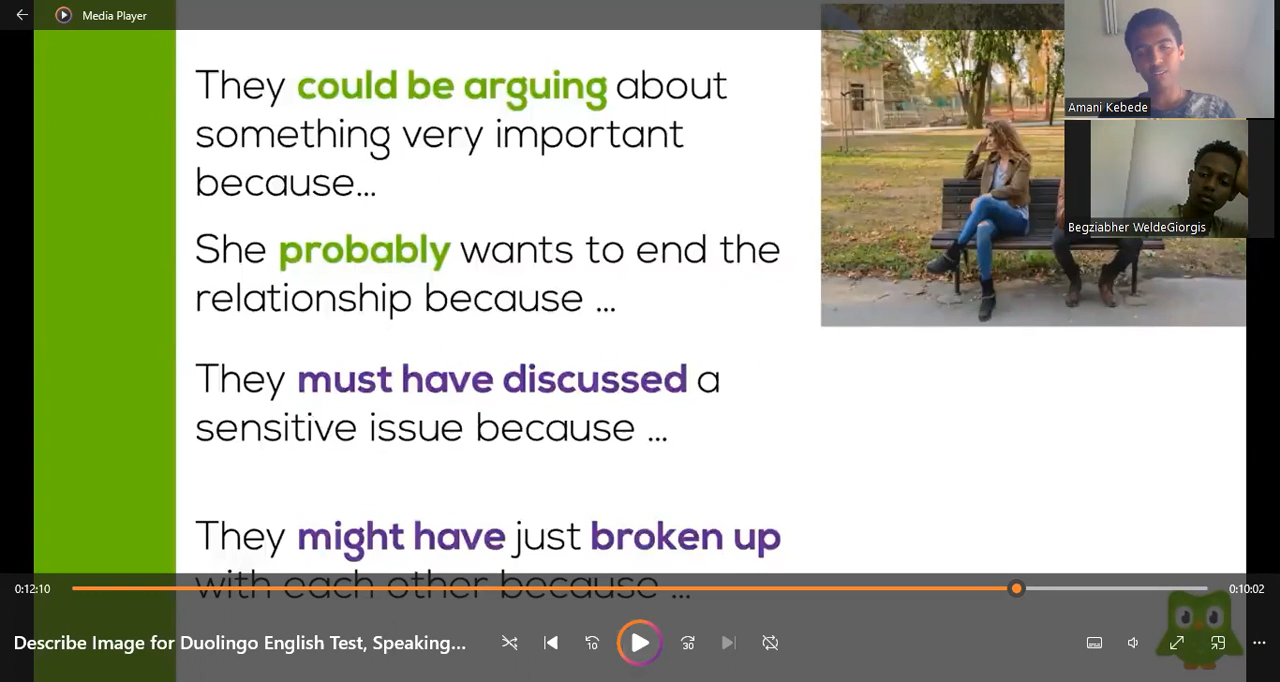 Media Player
They could be arguing about
something very important
because...
She probably wants to end the
relationship because ...
They must have discussed a
sensitive issue because ...
They might have just broken up
with each other because ...
Amani Kebede
Begziabher WeldeGiorgis
0:12:10
0:10:02
Describe Image for Duolingo English Test, Speaking...
10
30